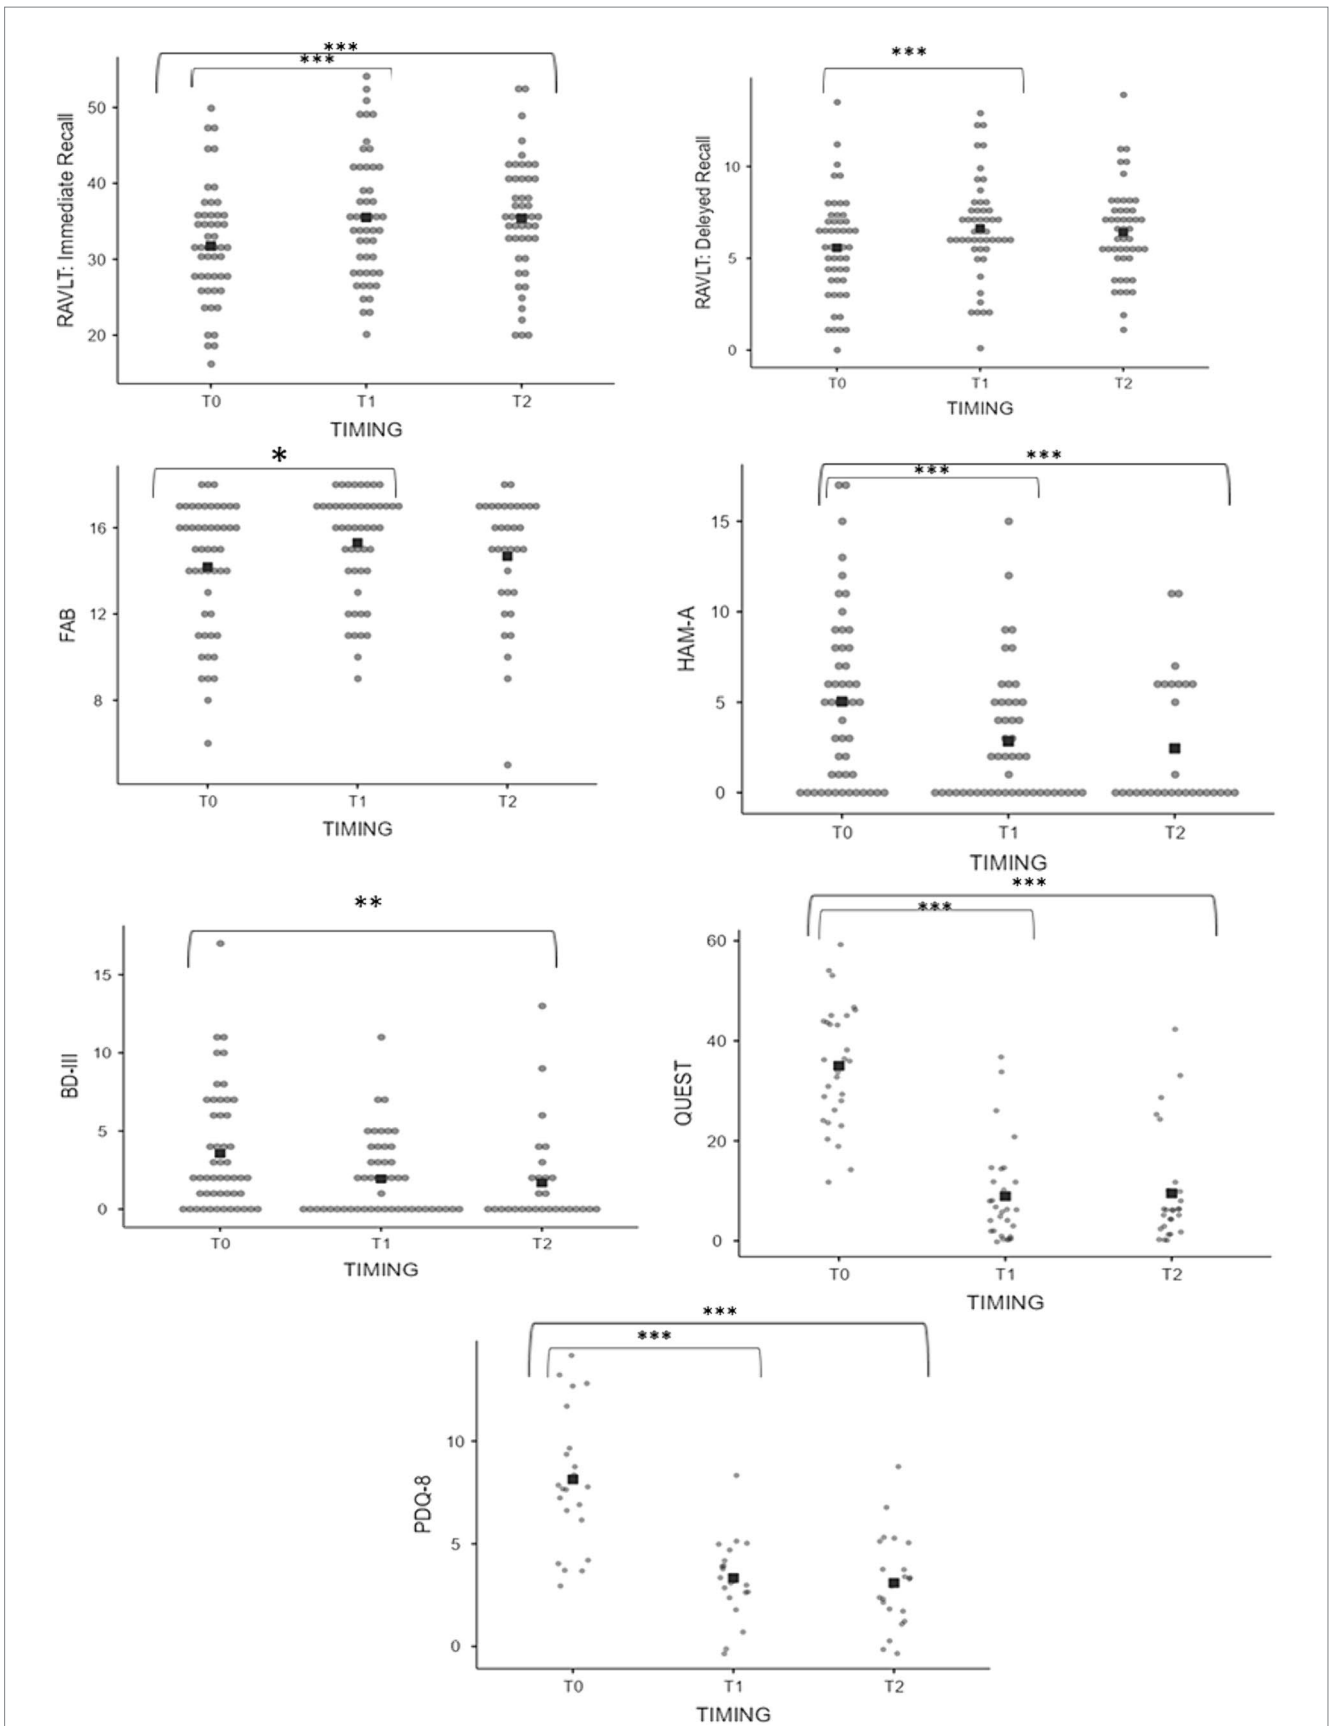 ***
***
RAVLT: Immediate Recall
50
40
30
20
T0 T1 T2
TIMING
***
RAVLT: Deleyed Recall
10
5
0
T0 T1 T2
TIMING
*
FAB
16
12
8
T0 T1 T2
TIMING
***
***
HAM-A
15
10
5
0
T0 T1 T2
TIMING
**
BD-III
15
10
5
0
T0 T1 T2
TIMING
***
***
QUEST
60
40
20
0
T0 T1 T2
TIMING
***
***
PDQ-8
10
5
0
T0 T1 T2
TIMING